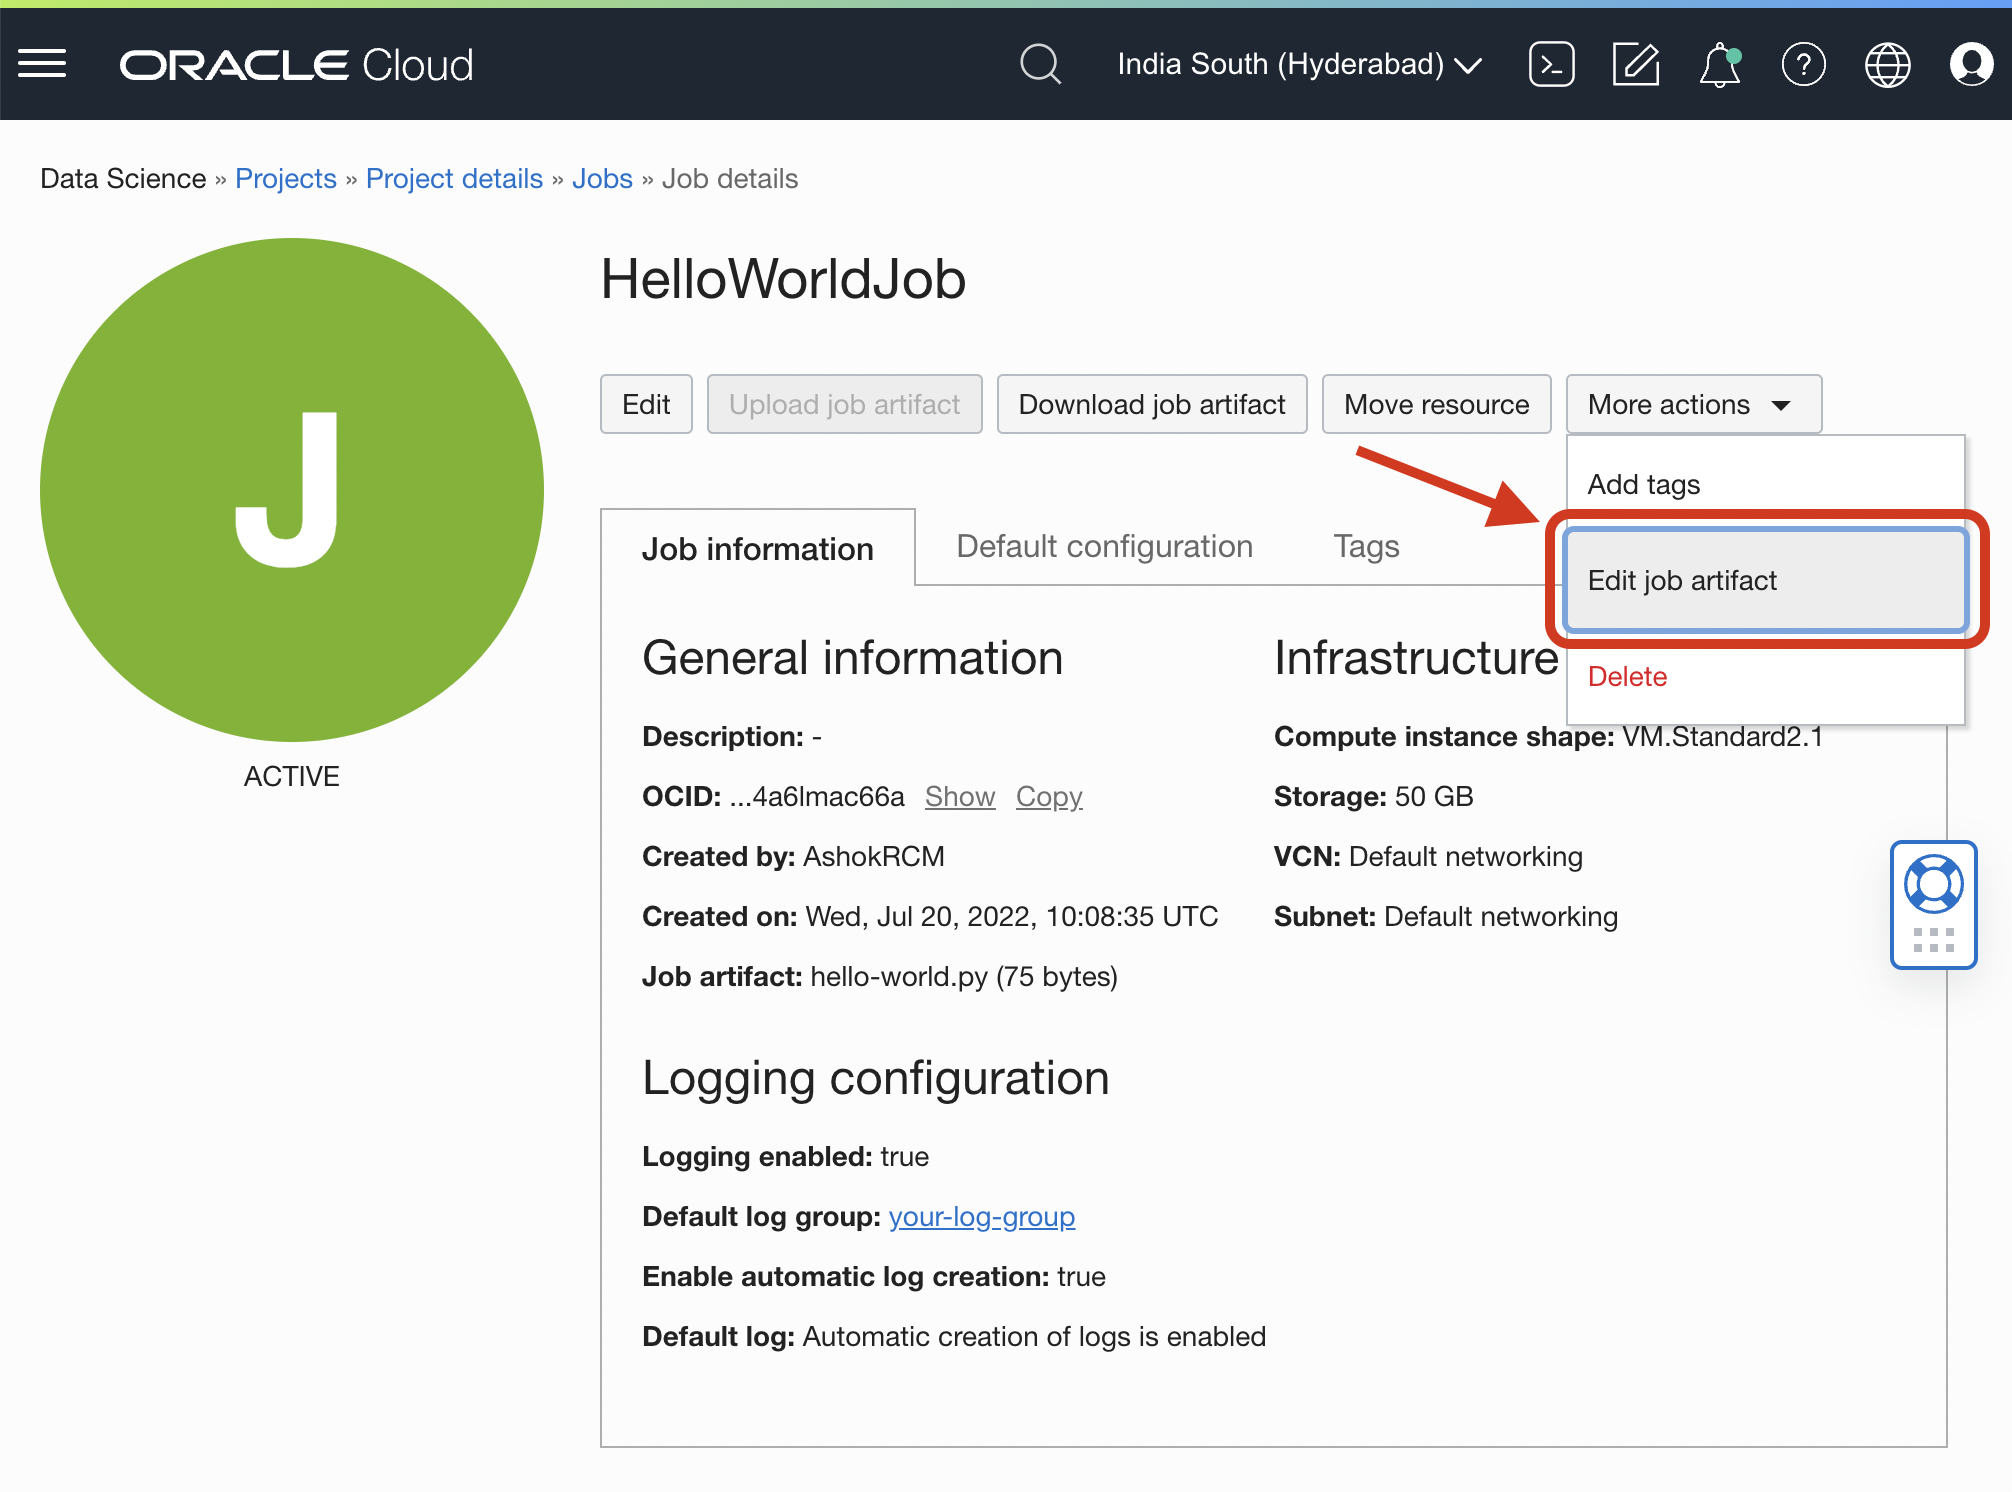 ORACLE Cloud
India South (Hyderabad)
Data Science » Projects » Project details » Jobs » Job details
J
ACTIVE
HelloWorldJob
Edit
Upload job artifact
Download job artifact
Move resource
More actions
Add tags
Edit job artifact
Delete
Job information
Default configuration
Tags
General information
Description: -
OCID: ...4a6lmac66a Show Copy
Created by: AshokRCM
Created on: Wed, Jul 20, 2022, 10:08:35 UTC
Job artifact: hello-world.py (75 bytes)
Infrastructure
Compute instance shape: VM.Standard2.1
Storage: 50 GB
VCN: Default networking
Subnet: Default networking
Logging configuration
Logging enabled: true
Default log group: your-log-group
Enable automatic log creation: true
Default log: Automatic creation of logs is enabled